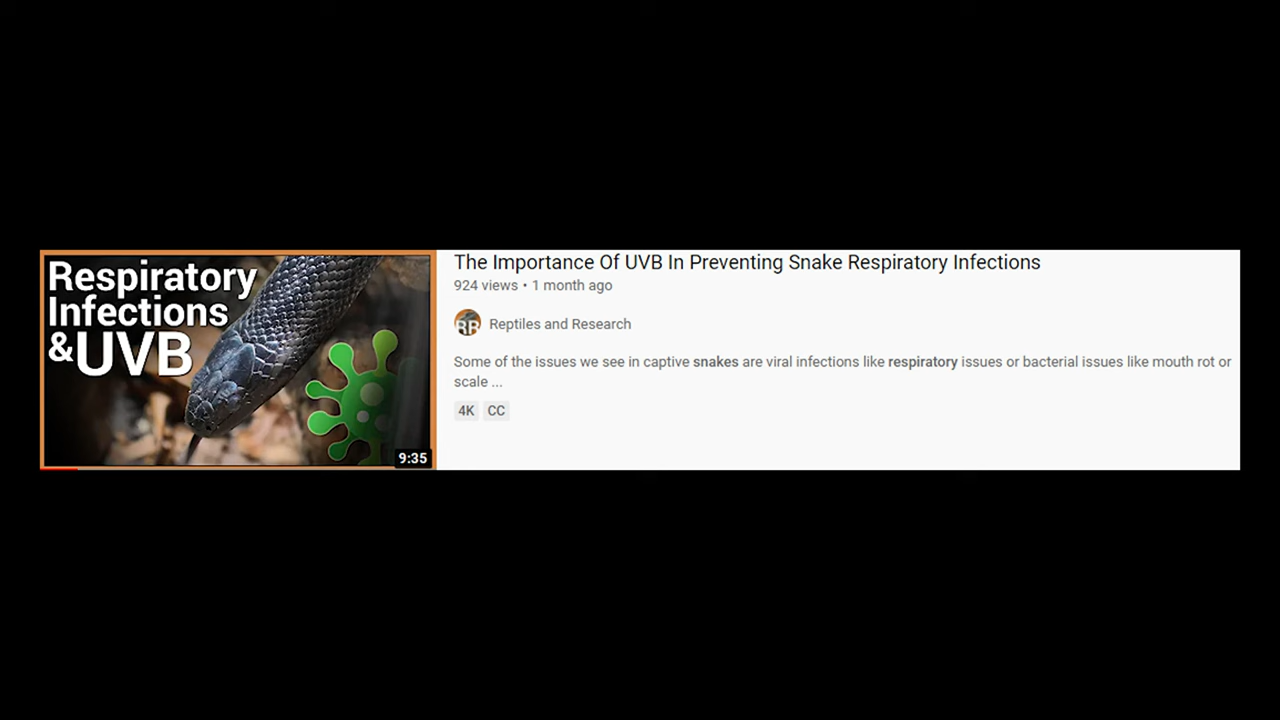 Respiratory
Infections
&UVB
9:35
The Importance Of UVB In Preventing Snake Respiratory Infections
924 views • 1 month ago
RR
Reptiles and Research
Some of the issues we see in captive snakes are viral infections like respiratory issues or bacterial issues like mouth rot or
scale ...
4K CC